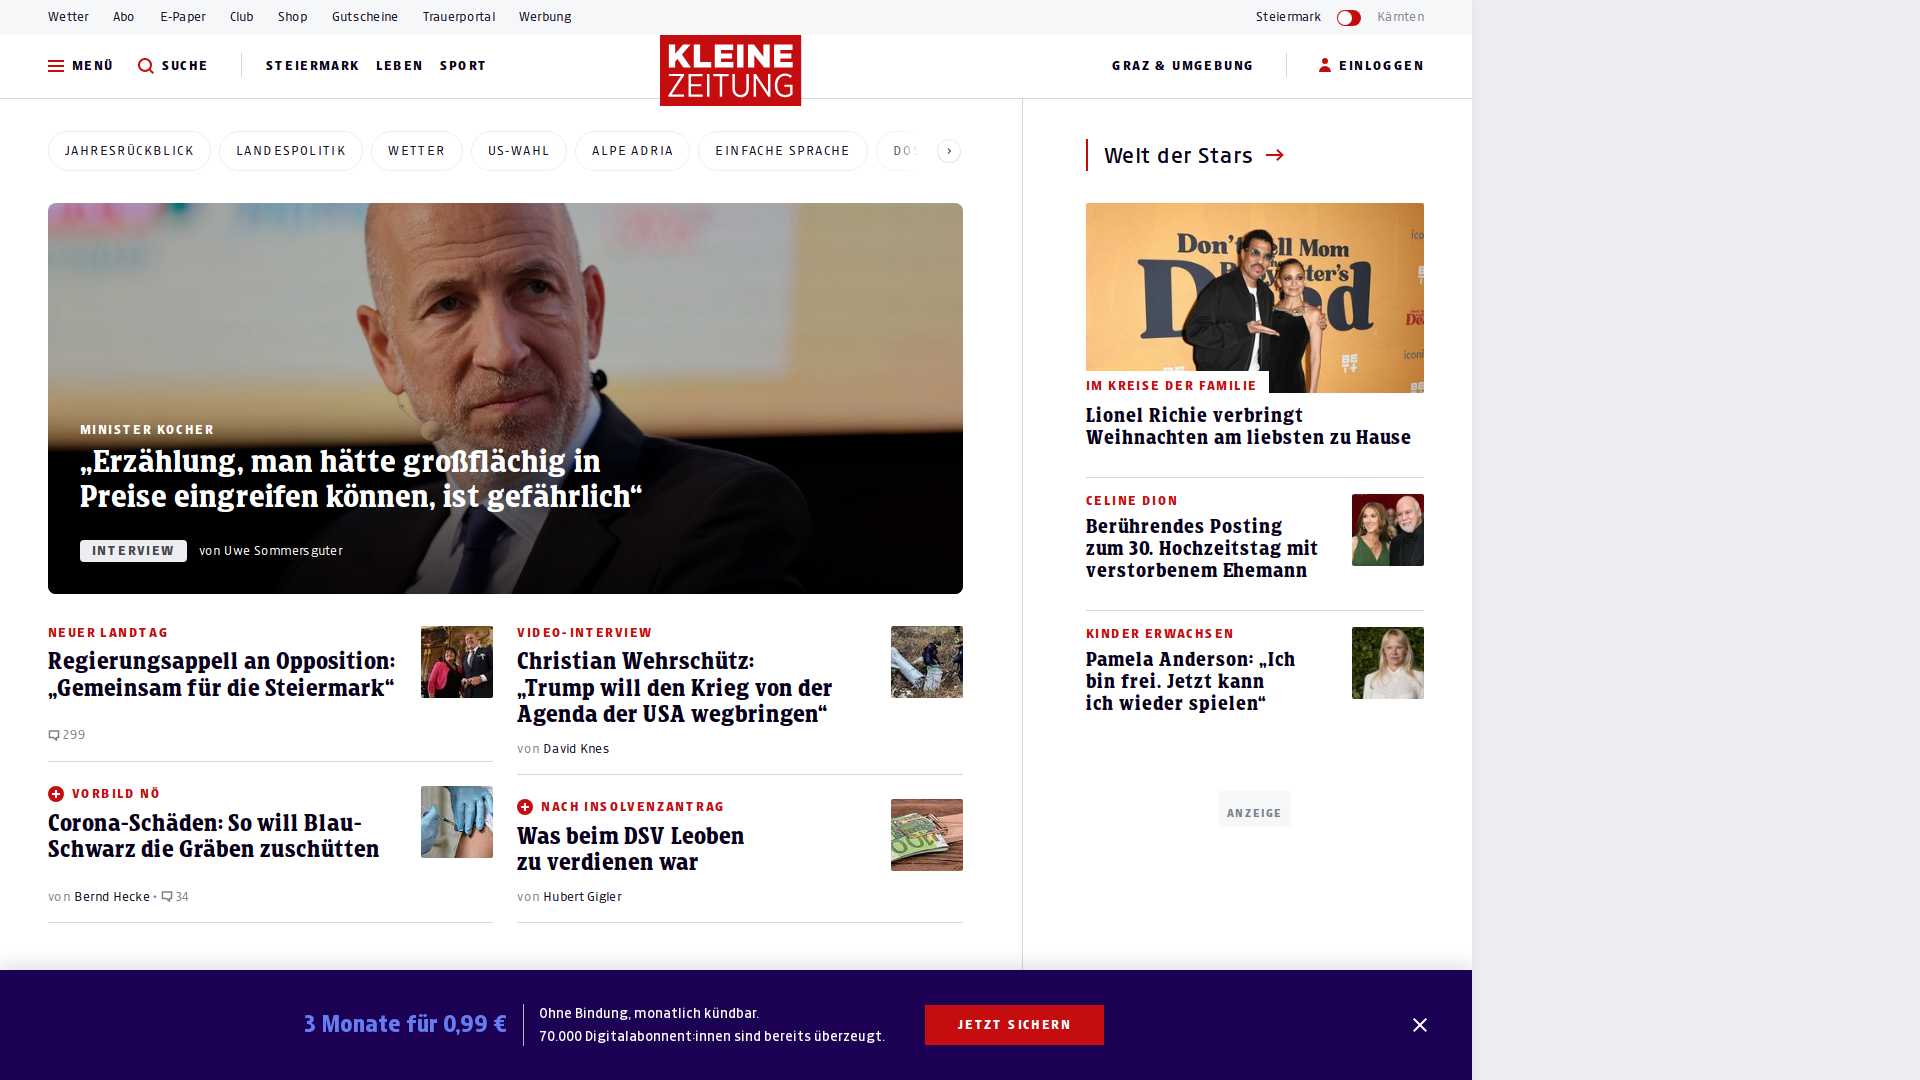 Wetter Abo E-Paper Club Shop Gutscheine Trauerportal Werbung Steiermark Kärnten
MENÜ SUCHE STEIERMARK LEBEN SPORT KLEINE ZEITUNG GRAZ & UMGEBUNG EINLOGGEN
JAHRESRÜCKBLICK LANDESPOLITIK WETTER US-WAHL ALPE ADRIA EINFACHE SPRACHE
MINISTER KOCHER
„Erzählung, man hätte großflächig in
Preise eingreifen können, ist gefährlich“
INTERVIEW von Uwe Sommersguter
NEUER LANDTAG
Regierungsappell an Opposition:
„Gemeinsam für die Steiermark“
299
VIDEO-INTERVIEW
Christian Wehrschütz:
„Trump will den Krieg von der
Agenda der USA wegbringen“
von David Knes
VORBILD NÖ
Corona-Schäden: So will Blau-
Schwarz die Gräben zuschütten
von Bernd Hecke • 34
NACH INSOLVENZANTRAG
Was beim DSV Leoben
zu verdienen war
von Hubert Gigler
Welt der Stars
Don't Tell Mom
IM KREISE DER FAMILIE
Lionel Richie verbringt
Weihnachten am liebsten zu Hause
CELINE DION
Berührendes Posting
zum 30. Hochzeitstag mit
verstorbenem Ehemann
KINDER ERWACHSEN
Pamela Anderson: „Ich
bin frei. Jetzt kann
ich wieder spielen“
ANZEIGE
3 Monate für 0,99 €
Ohne Bindung, monatlich kündbar.
70.000 Digitalabonnent:innen sind bereits überzeugt.
JETZT SICHERN